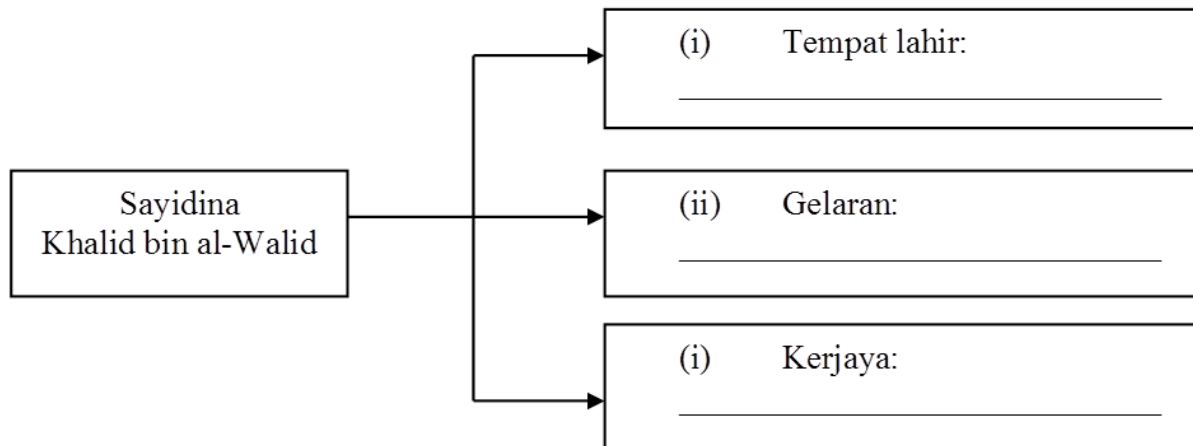 Sayidina
Khalid bin al-Walid
(i) Tempat lahir:
(ii) Gelaran:
(i) Kerjaya: